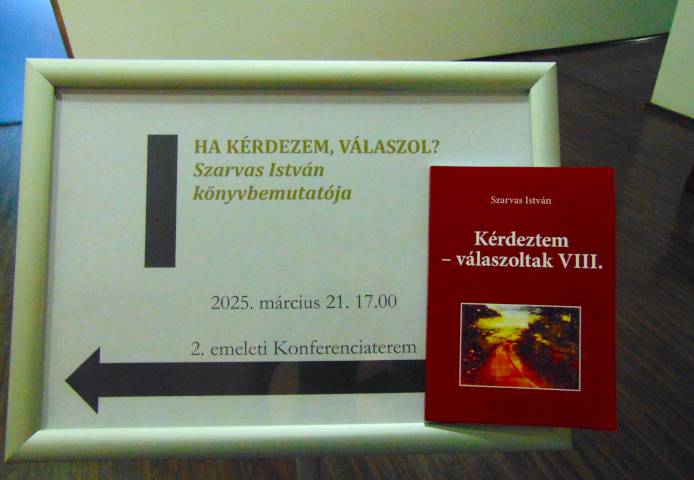 HA KÉRDEZEM, VÁLASZOL?
Szarvas István
könyvbemutatója
2025. március 21. 17.00
2. emeleti Konferenciaterem
Szarvas István
Kérdeztem
– válaszoltak VIII.